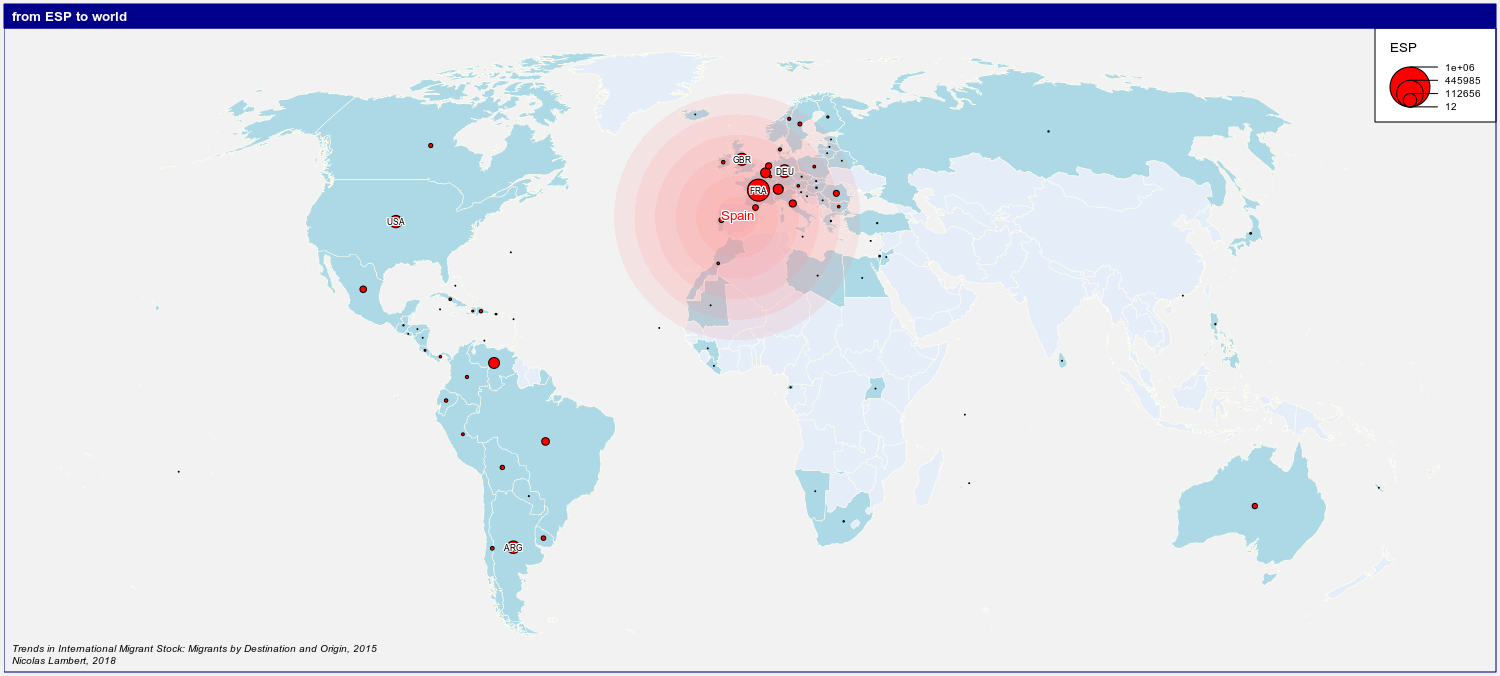 from ESP to world
ESP
1e+06
445985
112656
12
GBR
DEU
FRA
Spain
USA
ARG
Trends in International Migrant Stock: Migrants by Destination and Origin, 2015
Nicolas Lambert, 2018